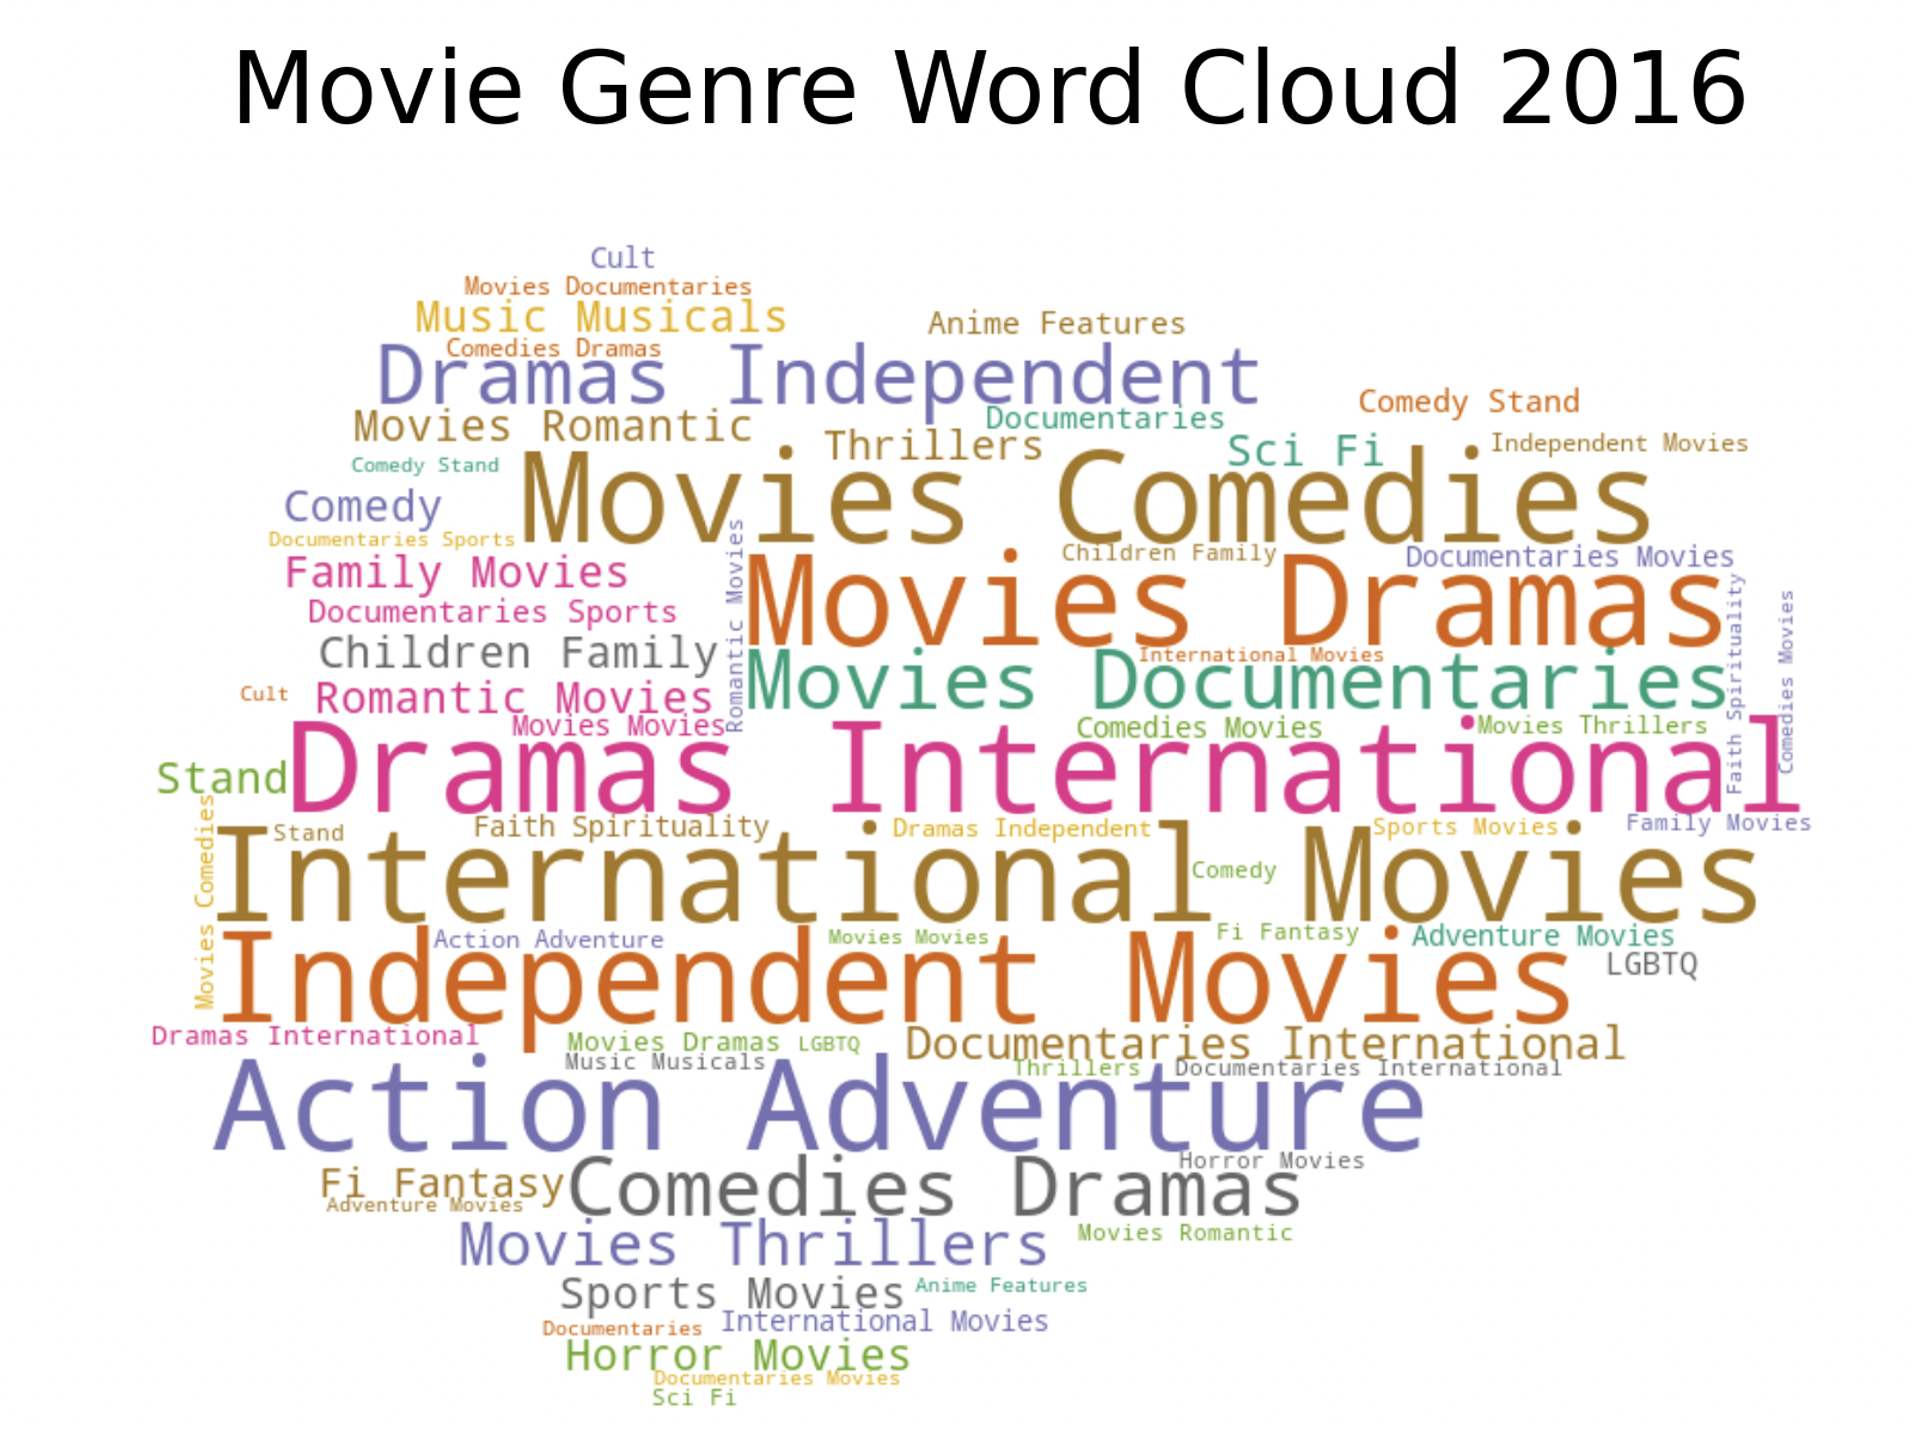 Movie Genre Word Cloud 2016
Cult
Movies Documentaries
Music Musicals
Anime Features
Comedies Dramas
Dramas Independent
Comedy Stand
Documentaries
Movies Romantic
Thrillers
Sci Fi
Independent Movies
Comedy Stand
Movies Comedies
Comedy
Documentaries Sports
Romantic Movies
Children Family
Documentaries Movies
Family Movies
Movies Dramas
Documentaries Sports
Faith Spirituality
Comedies Movies
Children Family
International Movies
Movies Documentaries
Cult
Romantic Movies
Movies Movies
Comedies Movies
Movies Thrillers
Dramas International
Stand
Movies Comedies
Stand
Faith Spirituality
Dramas Independent
Sports Movies
Family Movies
International Movies
Comedy
Action Adventure
Movies Movies
Fi Fantasy
Adventure Movies
Independent Movies
LGBTQ
Dramas International
Movies Dramas
LGBTQ
Documentaries International
Music Musicals
Thrillers
Documentaries International
Action Adventure
Horror Movies
Fi Fantasy
Comedies Dramas
Adventure Movies
Movies Thrillers
Movies Romantic
Sports Movies
Anime Features
Documentaries
International Movies
Horror Movies
Documentaries Movies
Sci Fi